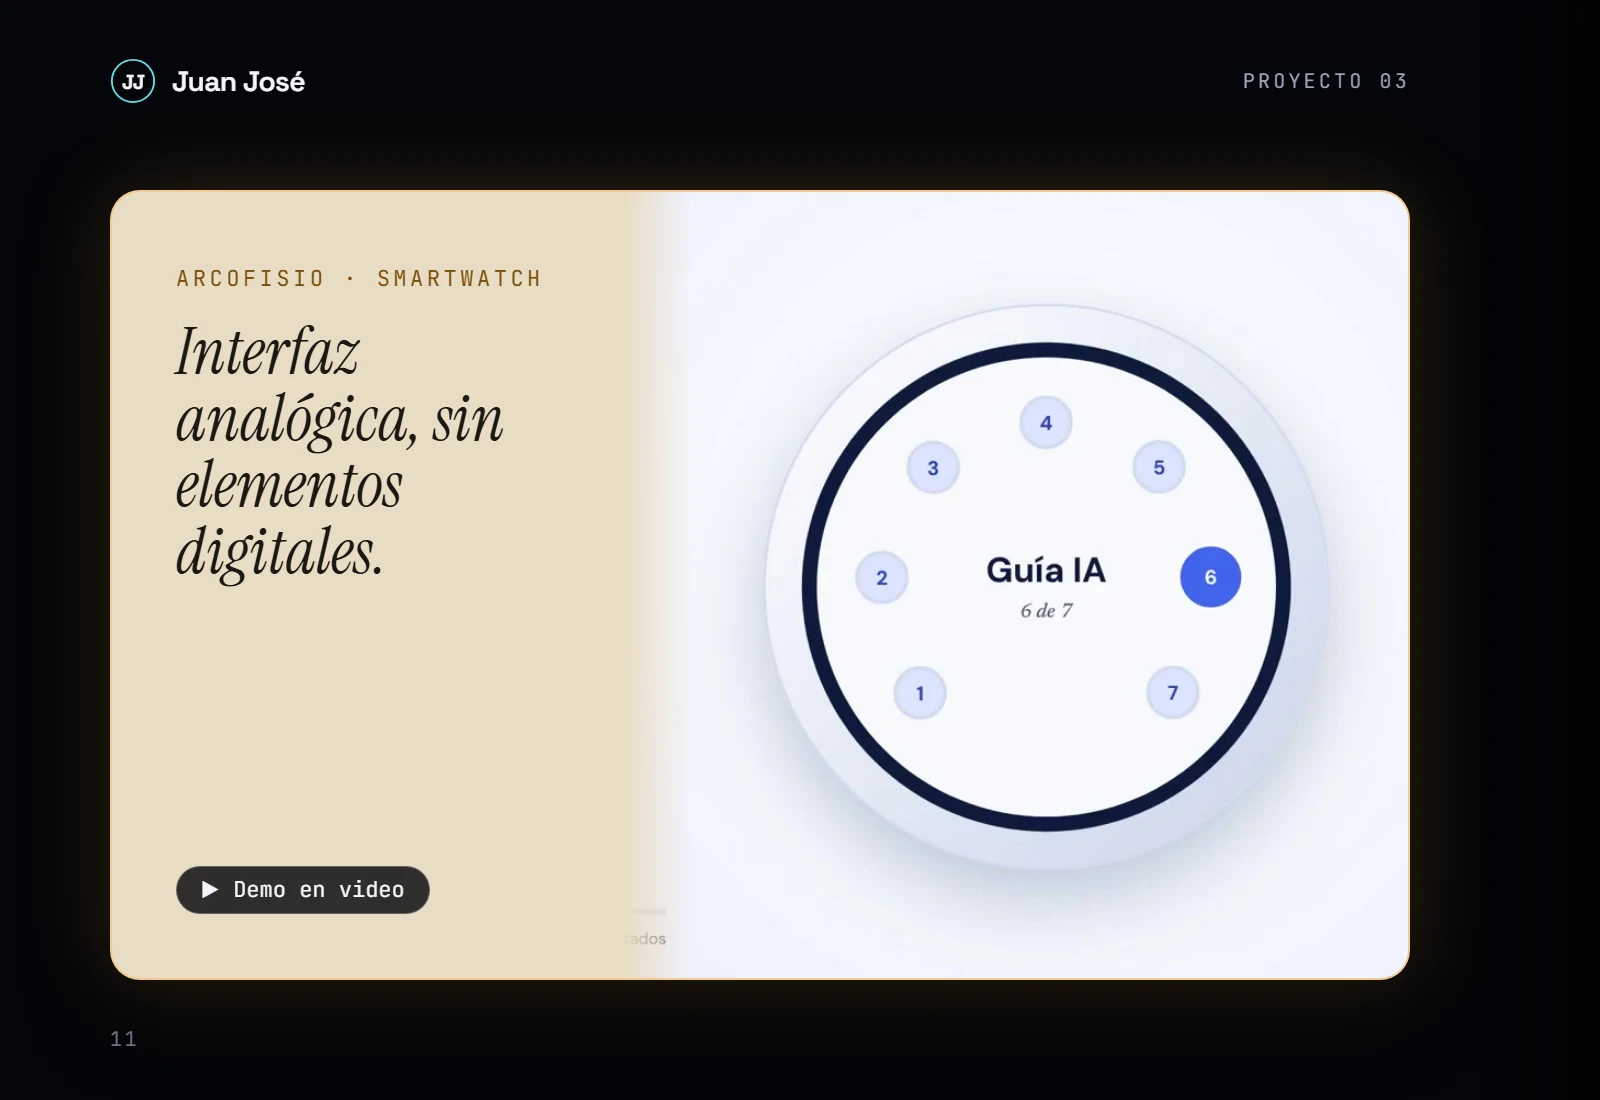 JJ Juan José
PROYECTO 03
ARCOFISIO · SMARTWATCH
Interfaz
analógica, sin
elementos
digitales.
4
3
5
2
Guía IA
6
6 de 7
1
7
▶ Demo en video
11